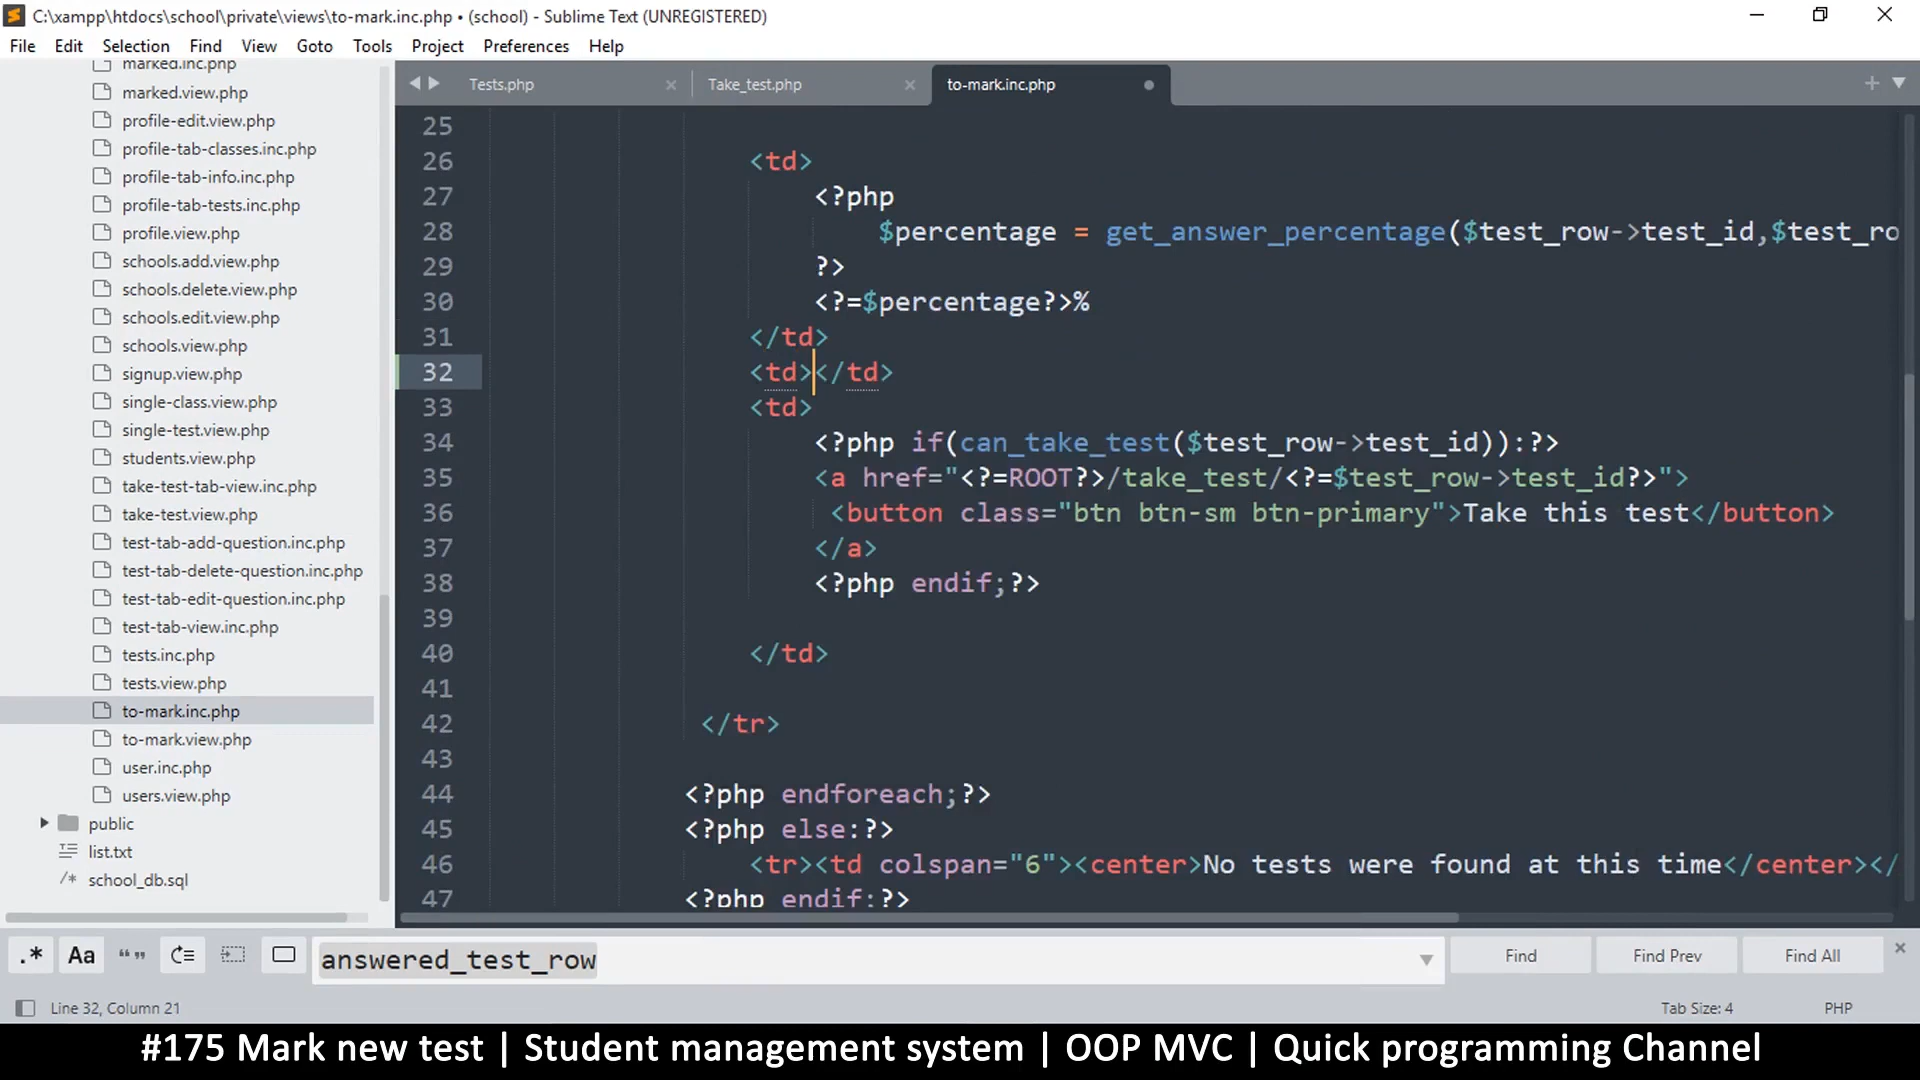 C:\xampp\htdocs\school\private\views\to-mark.inc.php • (school) - Sublime Text (UNREGISTERED)
File Edit Selection Find View Goto Tools Project Preferences Help
marked.inc.php
marked.view.php
profile-edit.view.php
profile-tab-classes.inc.php
profile-tab-info.inc.php
profile-tab-tests.inc.php
profile.view.php
schools.add.view.php
schools.delete.view.php
schools.edit.view.php
schools.view.php
signup.view.php
single-class.view.php
single-test.view.php
students.view.php
take-test-tab-view.inc.php
take-test.view.php
test-tab-add-question.inc.php
test-tab-delete-question.inc.php
test-tab-edit-question.inc.php
test-tab-view.inc.php
tests.inc.php
tests.view.php
to-mark.inc.php
to-mark.view.php
user.inc.php
users.view.php
public
list.txt
/* school_db.sql
Tests.php Take_test.php to-mark.inc.php
25
26 <td>
27 <?php
28 $percentage = get_answer_percentage($test_row->test_id,$test_ro
29 ?>
30 <?=$percentage?>%
31 </td>
32 <td></td>
33 <td>
34 <?php if(can_take_test($test_row->test_id)):?>
35 <a href="<?=ROOT?>/take_test/<?=$test_row->test_id?>">
36 <button class="btn btn-sm btn-primary">Take this test</button>
37 </a>
38 <?php endif;?>
39
40 </td>
41
42 </tr>
43
44 <?php endforeach;?>
45 <?php else:?>
46 <tr><td colspan="6"><center>No tests were found at this time</center></
47 <?php endif;?>
.* Aa “” answered_test_row Find Find Prev Find All
Line 32, Column 21 Tab Size: 4 PHP
#175 Mark new test | Student management system | OOP MVC | Quick programming Channel